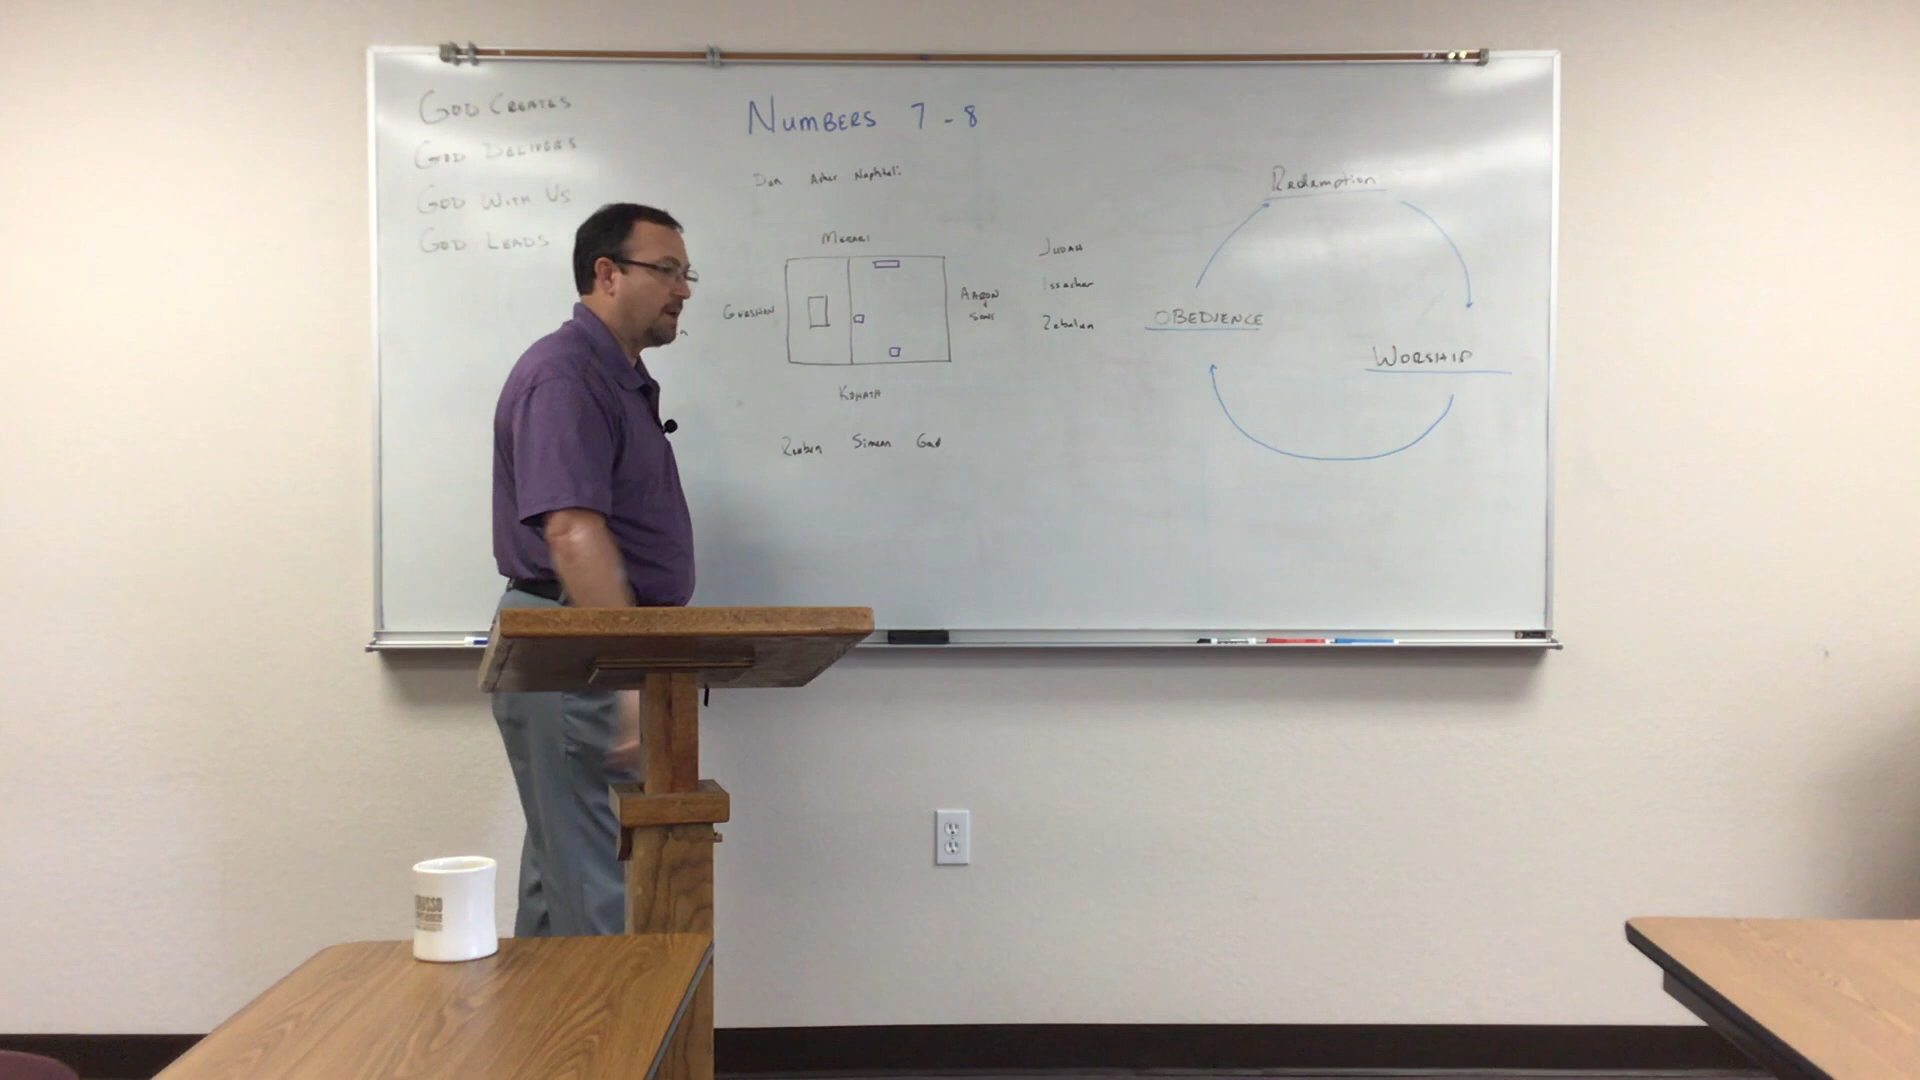 GOD CREATES
GOD DELIVERS
GOD WITH US
GOD LEADS
NUMBERS 7-8
Dan Asher Naphtali
MERARI
GERSHON
AARON
&
SONS
KOHATH
Reuben Simeon Gad
JUDAH
Issachar
Zebulun
Redemption
OBEDIENCE
WORSHIP